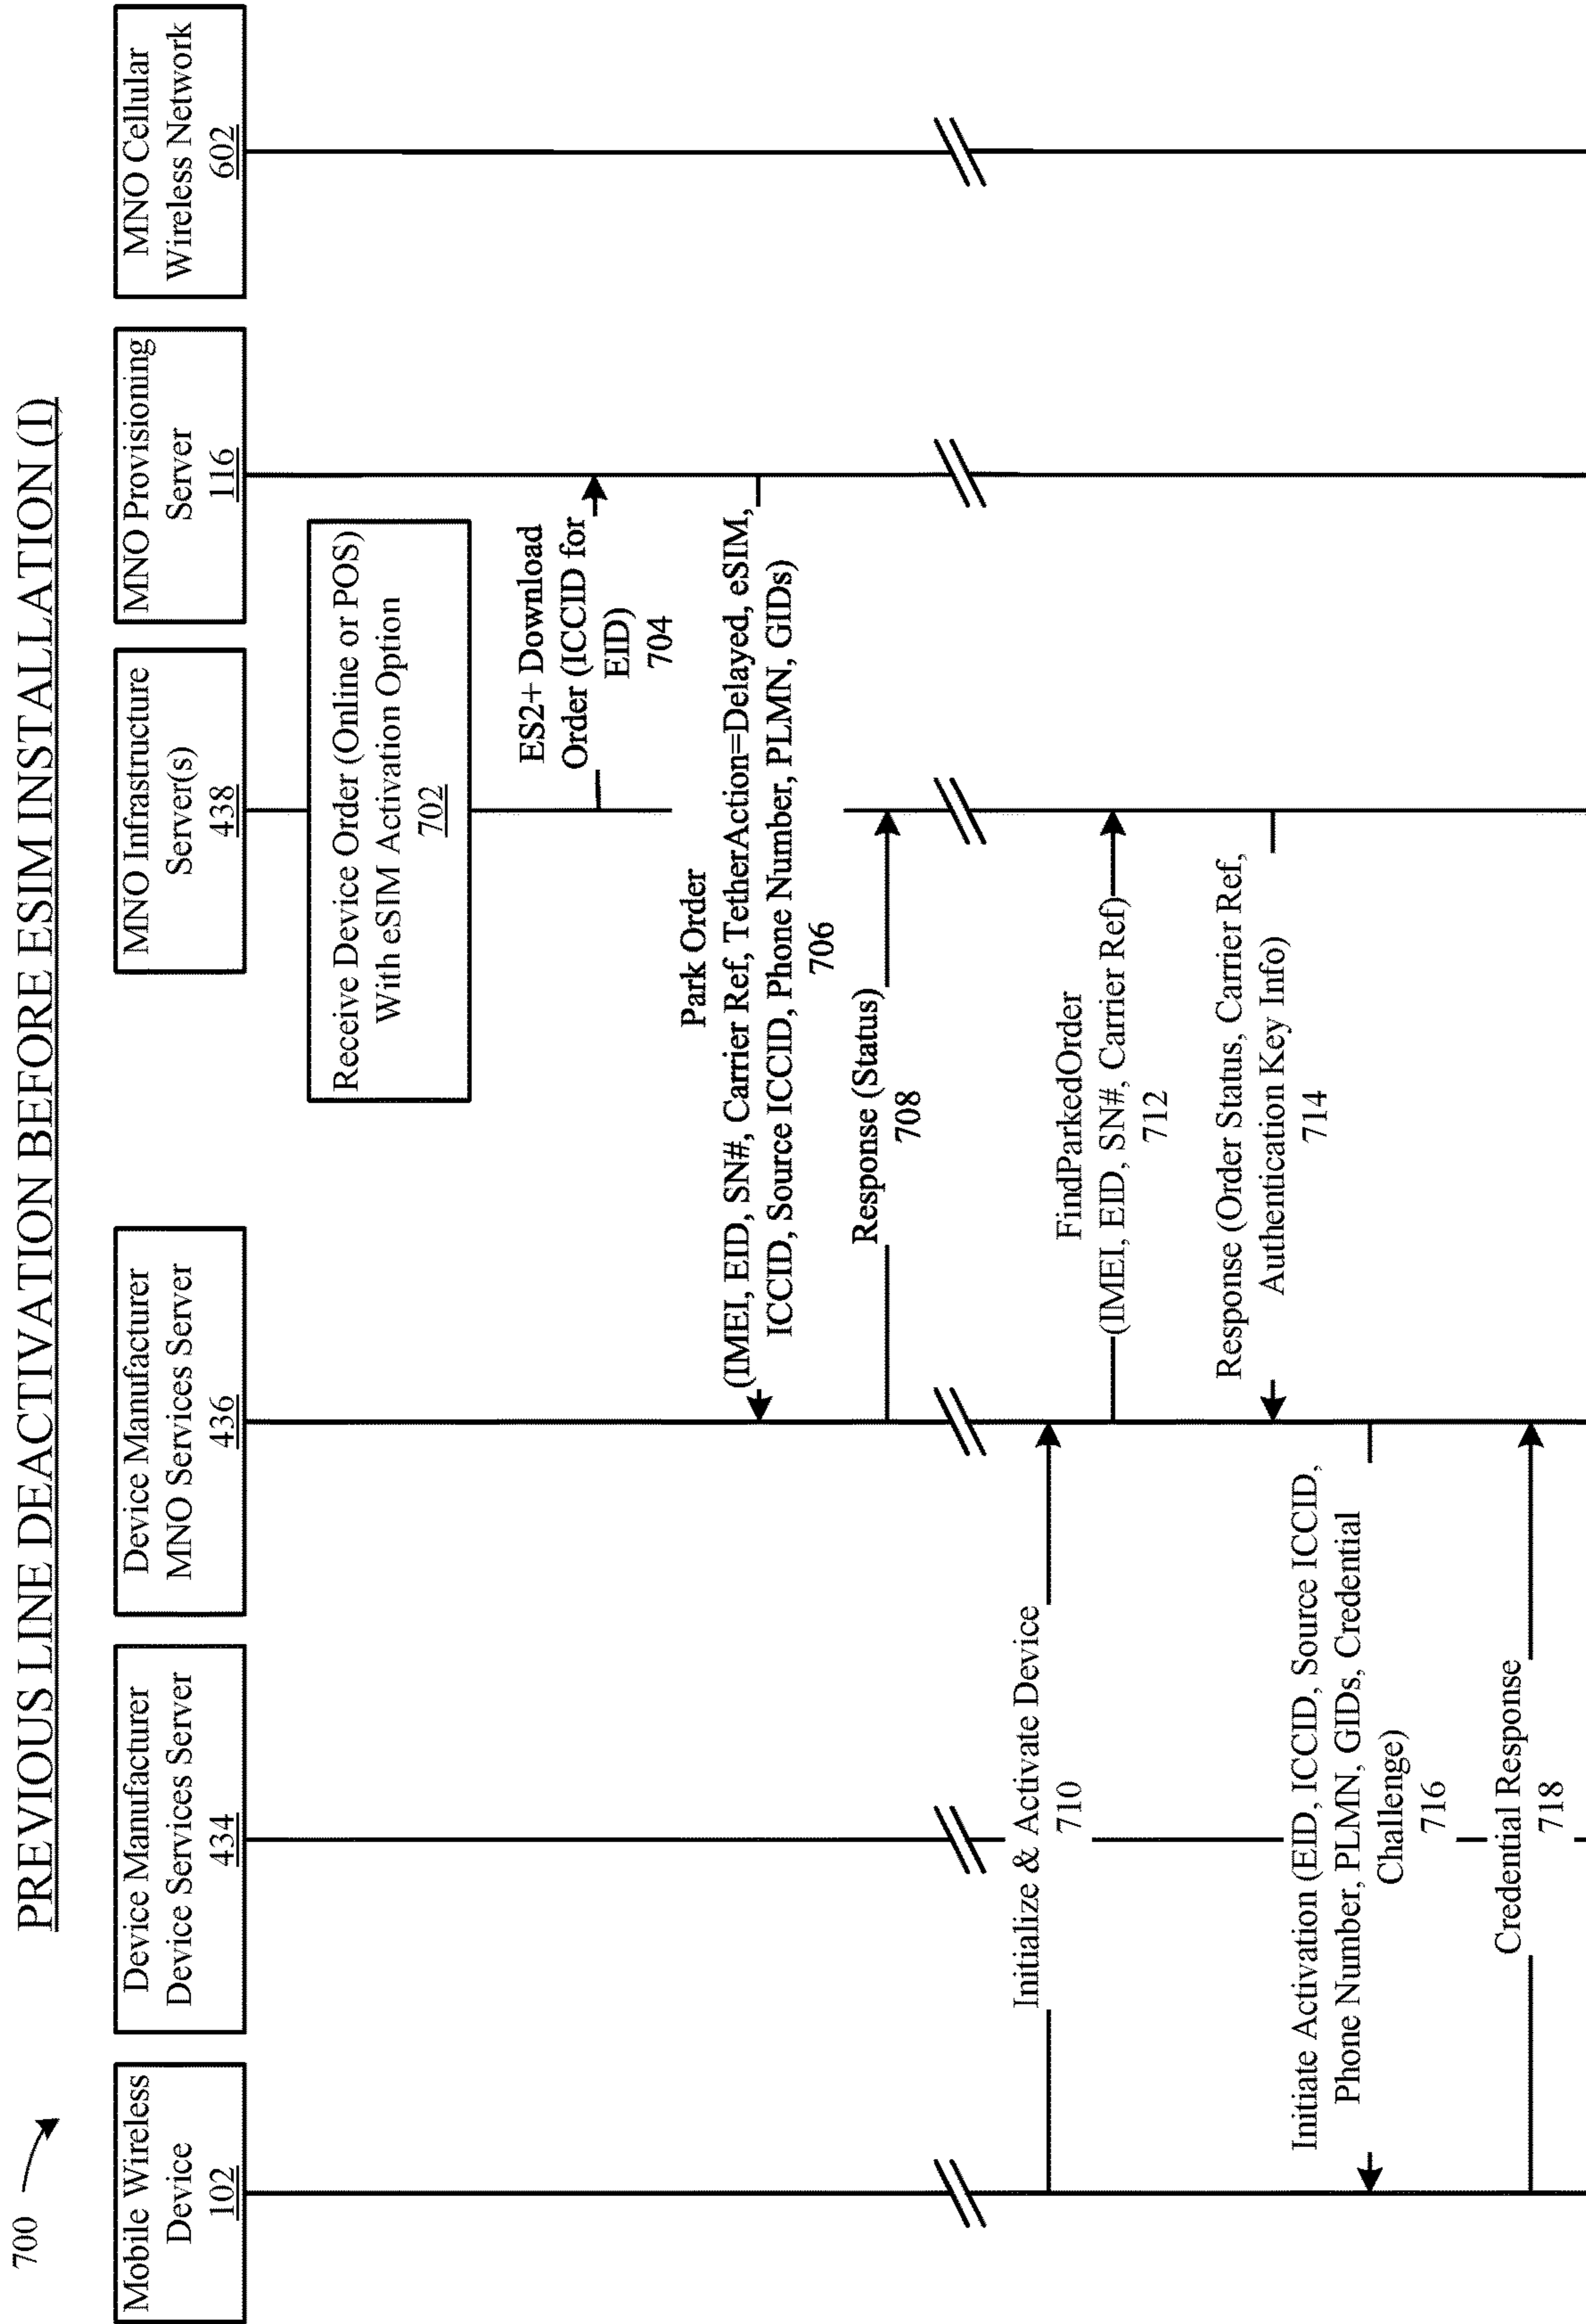 700
PREVIOUS LINE DEACTIVATION BEFORE ESIM INSTALLATION (I)
Mobile Wireless
Device
102
Device Manufacturer
Device Services Server
434
Device Manufacturer
MNO Services Server
436
MNO Infrastructure
Server(s)
438
MNO Provisioning
Server
116
MNO Cellular
Wireless Network
602
Receive Device Order (Online or POS)
With eSIM Activation Option
702
ES2+ Download
Order (ICCID for
EID)
704
Park Order
(IMEI, EID, SN#, Carrier Ref, TetherAction=Delayed, eSIM,
ICCID, Source ICCID, Phone Number, PLMN, GIDs)
706
Response (Status)
708
Initialize & Activate Device
710
FindParkedOrder
(IMEI, EID, SN#, Carrier Ref)
712
Response (Order Status, Carrier Ref,
Authentication Key Info)
714
Initiate Activation (EID, ICCID, Source ICCID,
Phone Number, PLMN, GIDs, Credential
Challenge)
716
Credential Response
718